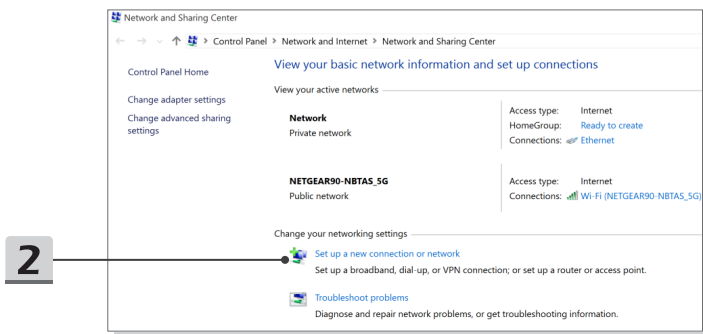 Network and Sharing Center
Control Panel > Network and Internet > Network and Sharing Center
Control Panel Home
Change adapter settings
Change advanced sharing
settings
View your basic network information and set up connections
View your active networks
Network
Private network
Access type: Internet
HomeGroup: Ready to create
Connections: Ethernet
NETGEAR90-NBTAS_5G
Public network
Access type: Internet
Connections: Wi-Fi (NETGEAR90-NBTAS_5G)
Change your networking settings
2
Set up a new connection or network
Set up a broadband, dial-up, or VPN connection; or set up a router or access point.
Troubleshoot problems
Diagnose and repair network problems, or get troubleshooting information.